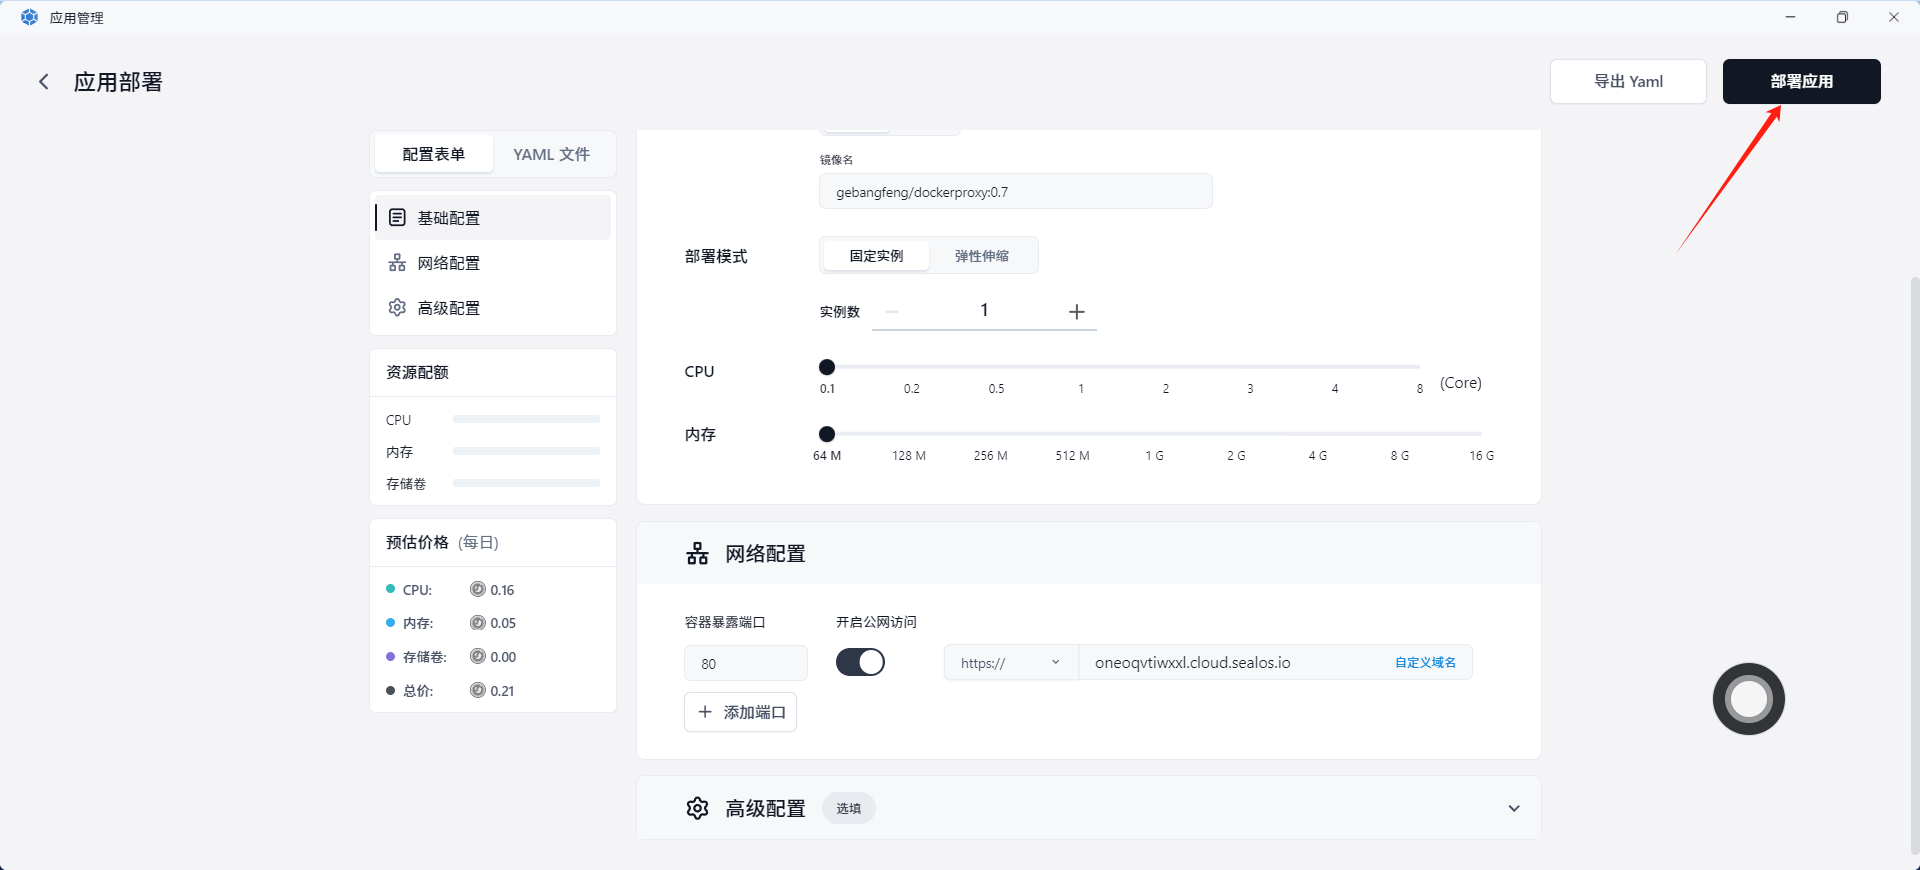 应用管理
应用部署
导出 Yaml
部署应用
配置表单
YAML 文件
基础配置
网络配置
高级配置
资源配额
CPU
内存
存储卷
预估价格 (每日)
CPU: 0.16
内存: 0.05
存储卷: 0.00
总价: 0.21
镜像名
gebangfeng/dockerproxy:0.7
部署模式
固定实例
弹性伸缩
实例数
1
CPU
0.1 0.2 0.5 1 2 3 4 8 (Core)
内存
64 M 128 M 256 M 512 M 1 G 2 G 4 G 8 G 16 G
网络配置
容器暴露端口
开启公网访问
80
https://
oneoqvtiwxxl.cloud.sealos.io
自定义域名
添加端口
高级配置
选填